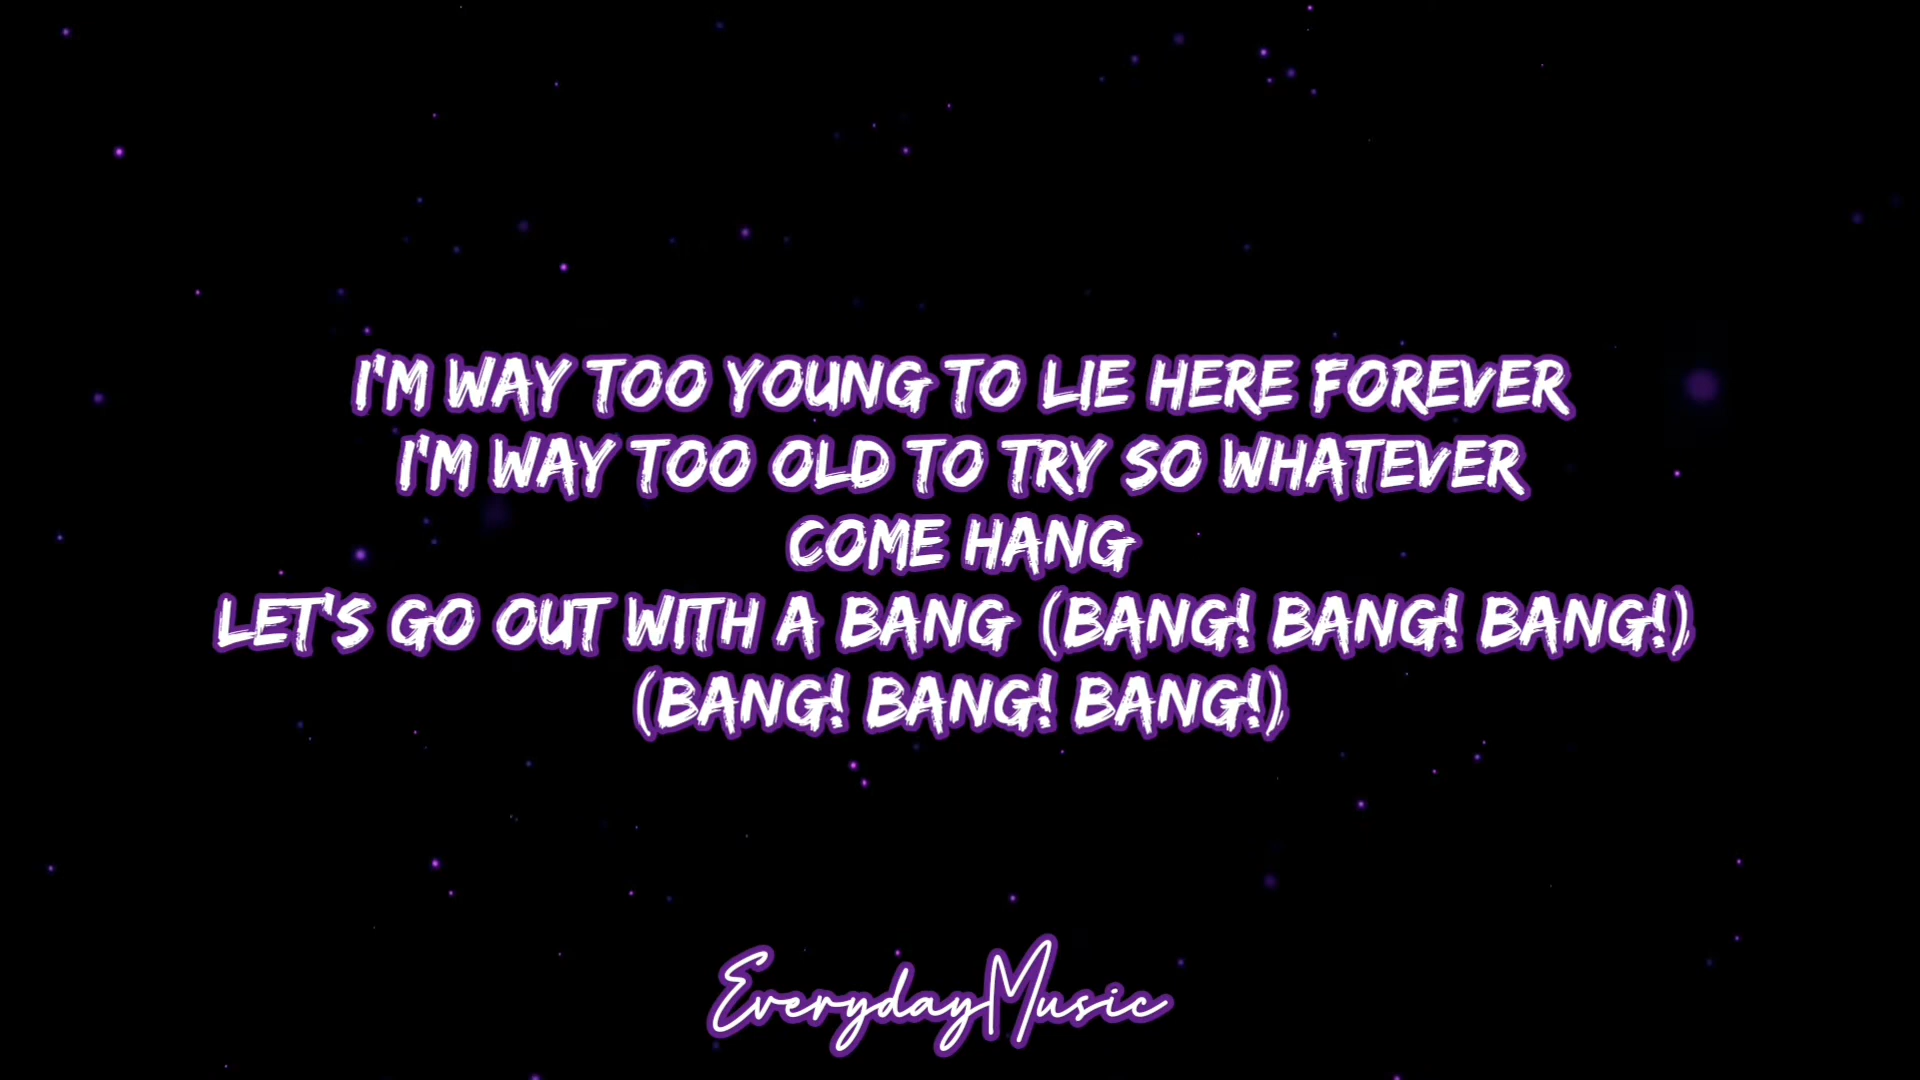 I'M WAY TOO YOUNG TO LIE HERE FOREVER
I'M WAY TOO OLD TO TRY SO WHATEVER
COME HANG
LET'S GO OUT WITH A BANG (BANG! BANG! BANG!)
(BANG! BANG! BANG!)
EverydayMusic